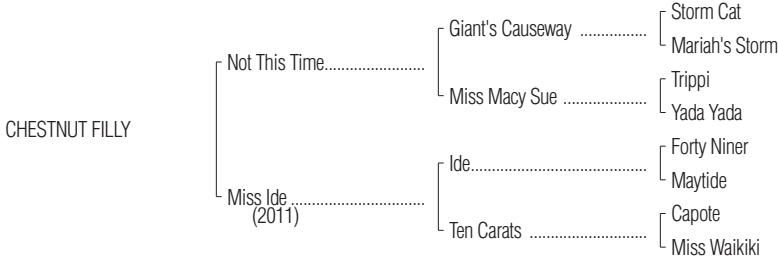 Storm Cat
Giant's Causeway ................
Mariah's Storm
Not This Time........................
Trippi
Miss Macy Sue ....................
Yada Yada
CHESTNUT FILLY
Forty Niner
Ide..........................................
Maytide
Miss Ide ................................
(2011)
Capote
Ten Carats ............................
Miss Waikiki